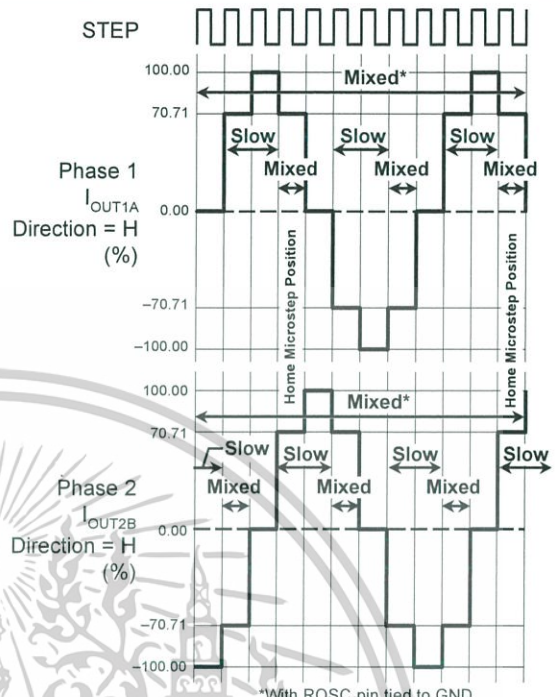 STEP
100.00
Mixed*
70.71
Slow
Slow
Slow
Phase 1
Mixed
Mixed
Mixed
IOUT1A
0.00
Direction = H
(%)
Home Microstep Position
Home Microstep Position
–70.71
–100.00
100.00
Mixed*
70.71
Slow
Slow
Slow
Slow
Phase 2
Mixed
Mixed
Mixed
IOUT2B
0.00
Direction = H
(%)
–70.71
–100.00
*With ROSC pin tied to GND